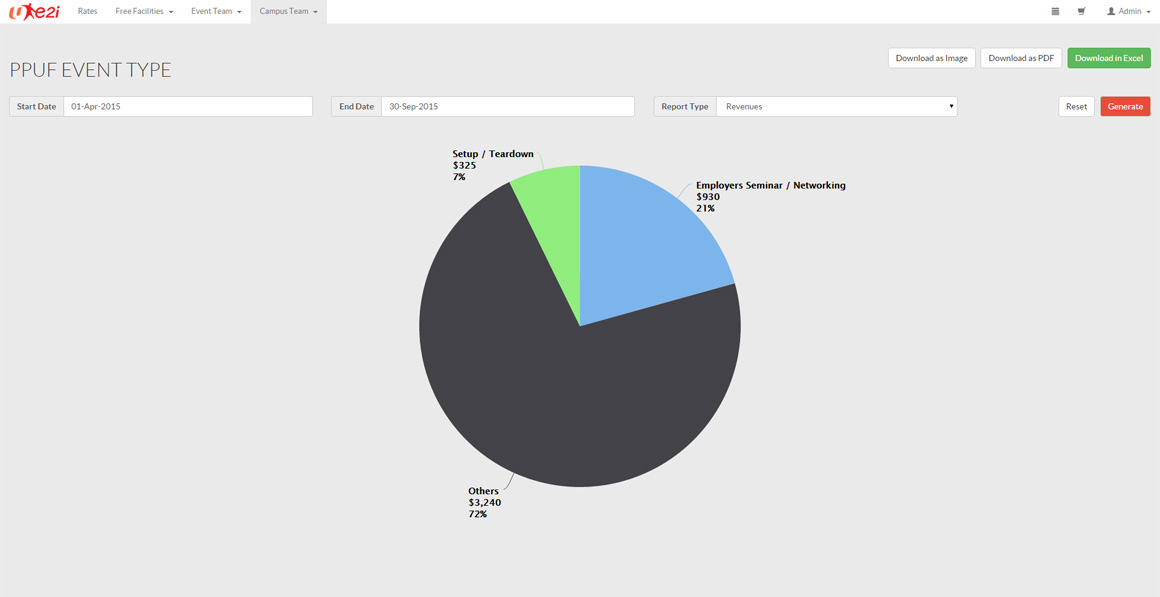 u e2i Rates Free Facilities Event Team Campus Team Admin
Download as Image Download as PDF Download in Excel
PPUF EVENT TYPE
Start Date 01-Apr-2015 End Date 30-Sep-2015 Report Type Revenues Reset Generate
Setup / Teardown
$325
7%
Employers Seminar / Networking
$930
21%
Others
$3,240
72%